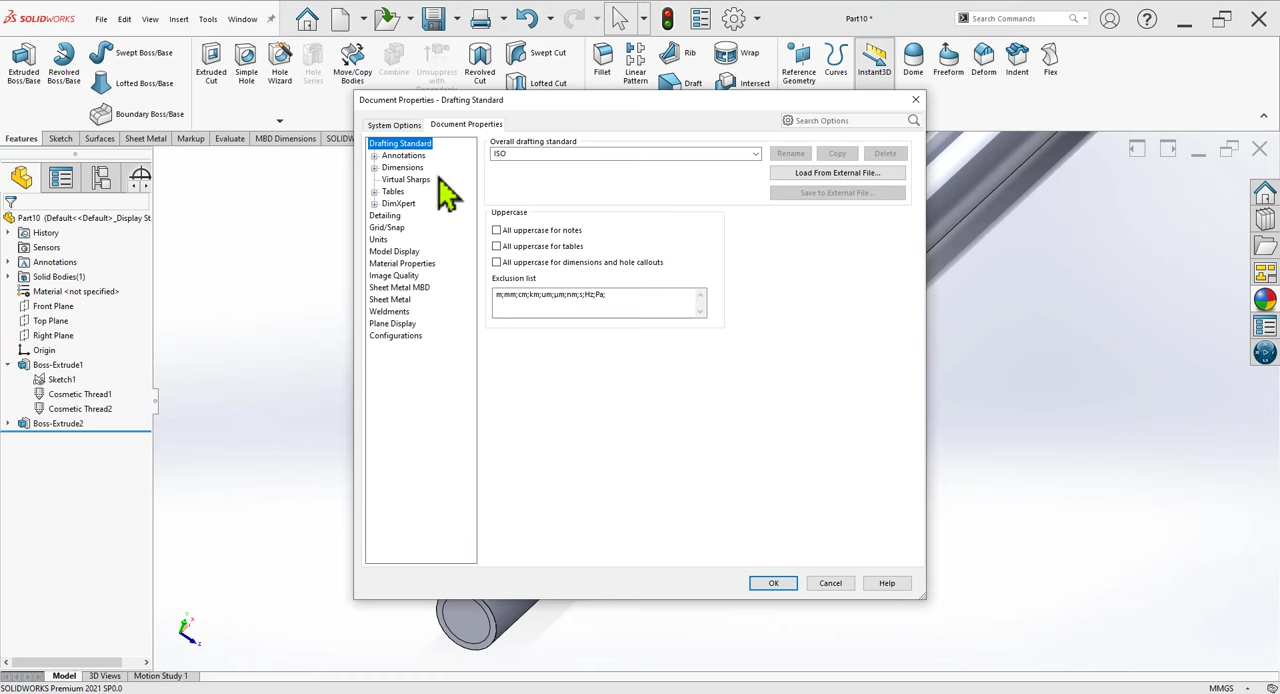 SOLIDWORKS
File
Edit
View
Insert
Tools
Window
Part10 *
Search Commands
Extruded Boss/Base
Revolved Boss/Base
Swept Boss/Base
Lofted Boss/Base
Boundary Boss/Base
Extruded Cut
Simple Hole
Hole Wizard
Hole Series
Move/Copy Bodies
Combine
Unsuppress with
Revolved Cut
Swept Cut
Lofted Cut
Fillet
Linear Pattern
Rib
Draft
Wrap
Intersect
Reference Geometry
Curves
Instant3D
Dome
Freeform
Deform
Indent
Flex
Features
Sketch
Surfaces
Sheet Metal
Markup
Evaluate
MBD Dimensions
Part10 (Default<<Default>_Display St
History
Sensors
Annotations
Solid Bodies(1)
Material <not specified>
Front Plane
Top Plane
Right Plane
Origin
Boss-Extrude1
Sketch1
Cosmetic Thread1
Cosmetic Thread2
Boss-Extrude2
Document Properties - Drafting Standard
System Options
Document Properties
Search Options
Drafting Standard
Annotations
Dimensions
Virtual Sharps
Tables
DimXpert
Detailing
Grid/Snap
Units
Model Display
Material Properties
Image Quality
Sheet Metal MBD
Sheet Metal
Weldments
Plane Display
Configurations
Overall drafting standard
ISO
Rename
Copy
Delete
Load From External File...
Save to External File...
Uppercase
All uppercase for notes
All uppercase for tables
All uppercase for dimensions and hole callouts
Exclusion list
m;mm;cm;km;um;µm;nm;s;Hz;Pa;
OK
Cancel
Help
Model
3D Views
Motion Study 1
SOLIDWORKS Premium 2021 SP0.0
MMGS